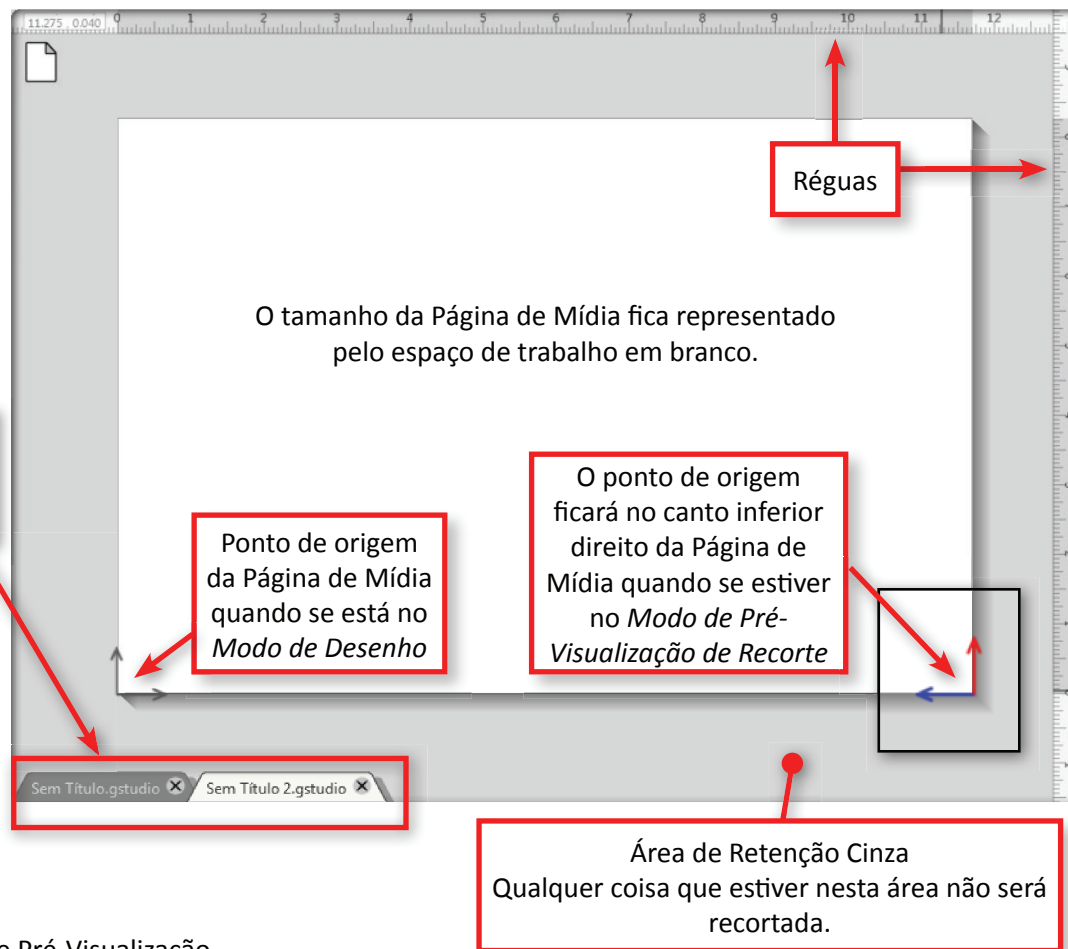 11.275 , 0.040
0 1 2 3 4 5 6 7 8 9 10 11 12
Réguas
O tamanho da Página de Mídia fica representado
pelo espaço de trabalho em branco.
Ponto de origem
da Página de Mídia
quando se está no
Modo de Desenho
O ponto de origem
ficará no canto inferior
direito da Página de
Mídia quando se estiver
no Modo de Pré-
Visualização de Recorte
Sem Título.gstudio
Sem Título 2.gstudio
Área de Retenção Cinza
Qualquer coisa que estiver nesta área não será
recortada.
Pré-Visualização